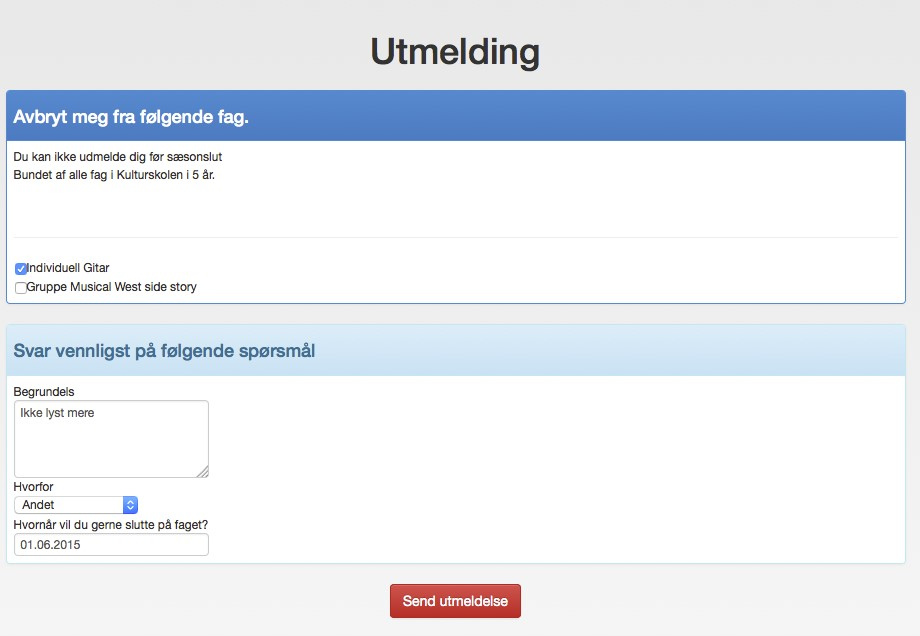 Utmelding
Avbryt meg fra følgende fag.
Du kan ikke udmelde dig før sæsonslut
Bundet af alle fag i Kulturskolen i 5 år.
Individuell Gitar
Gruppe Musical West side story
Svar vennligst på følgende spørsmål
Begrundels
Ikke lyst mere
Hvorfor
Andet
Hvornår vil du gerne slutte på faget?
01.06.2015
Send utmeldelse